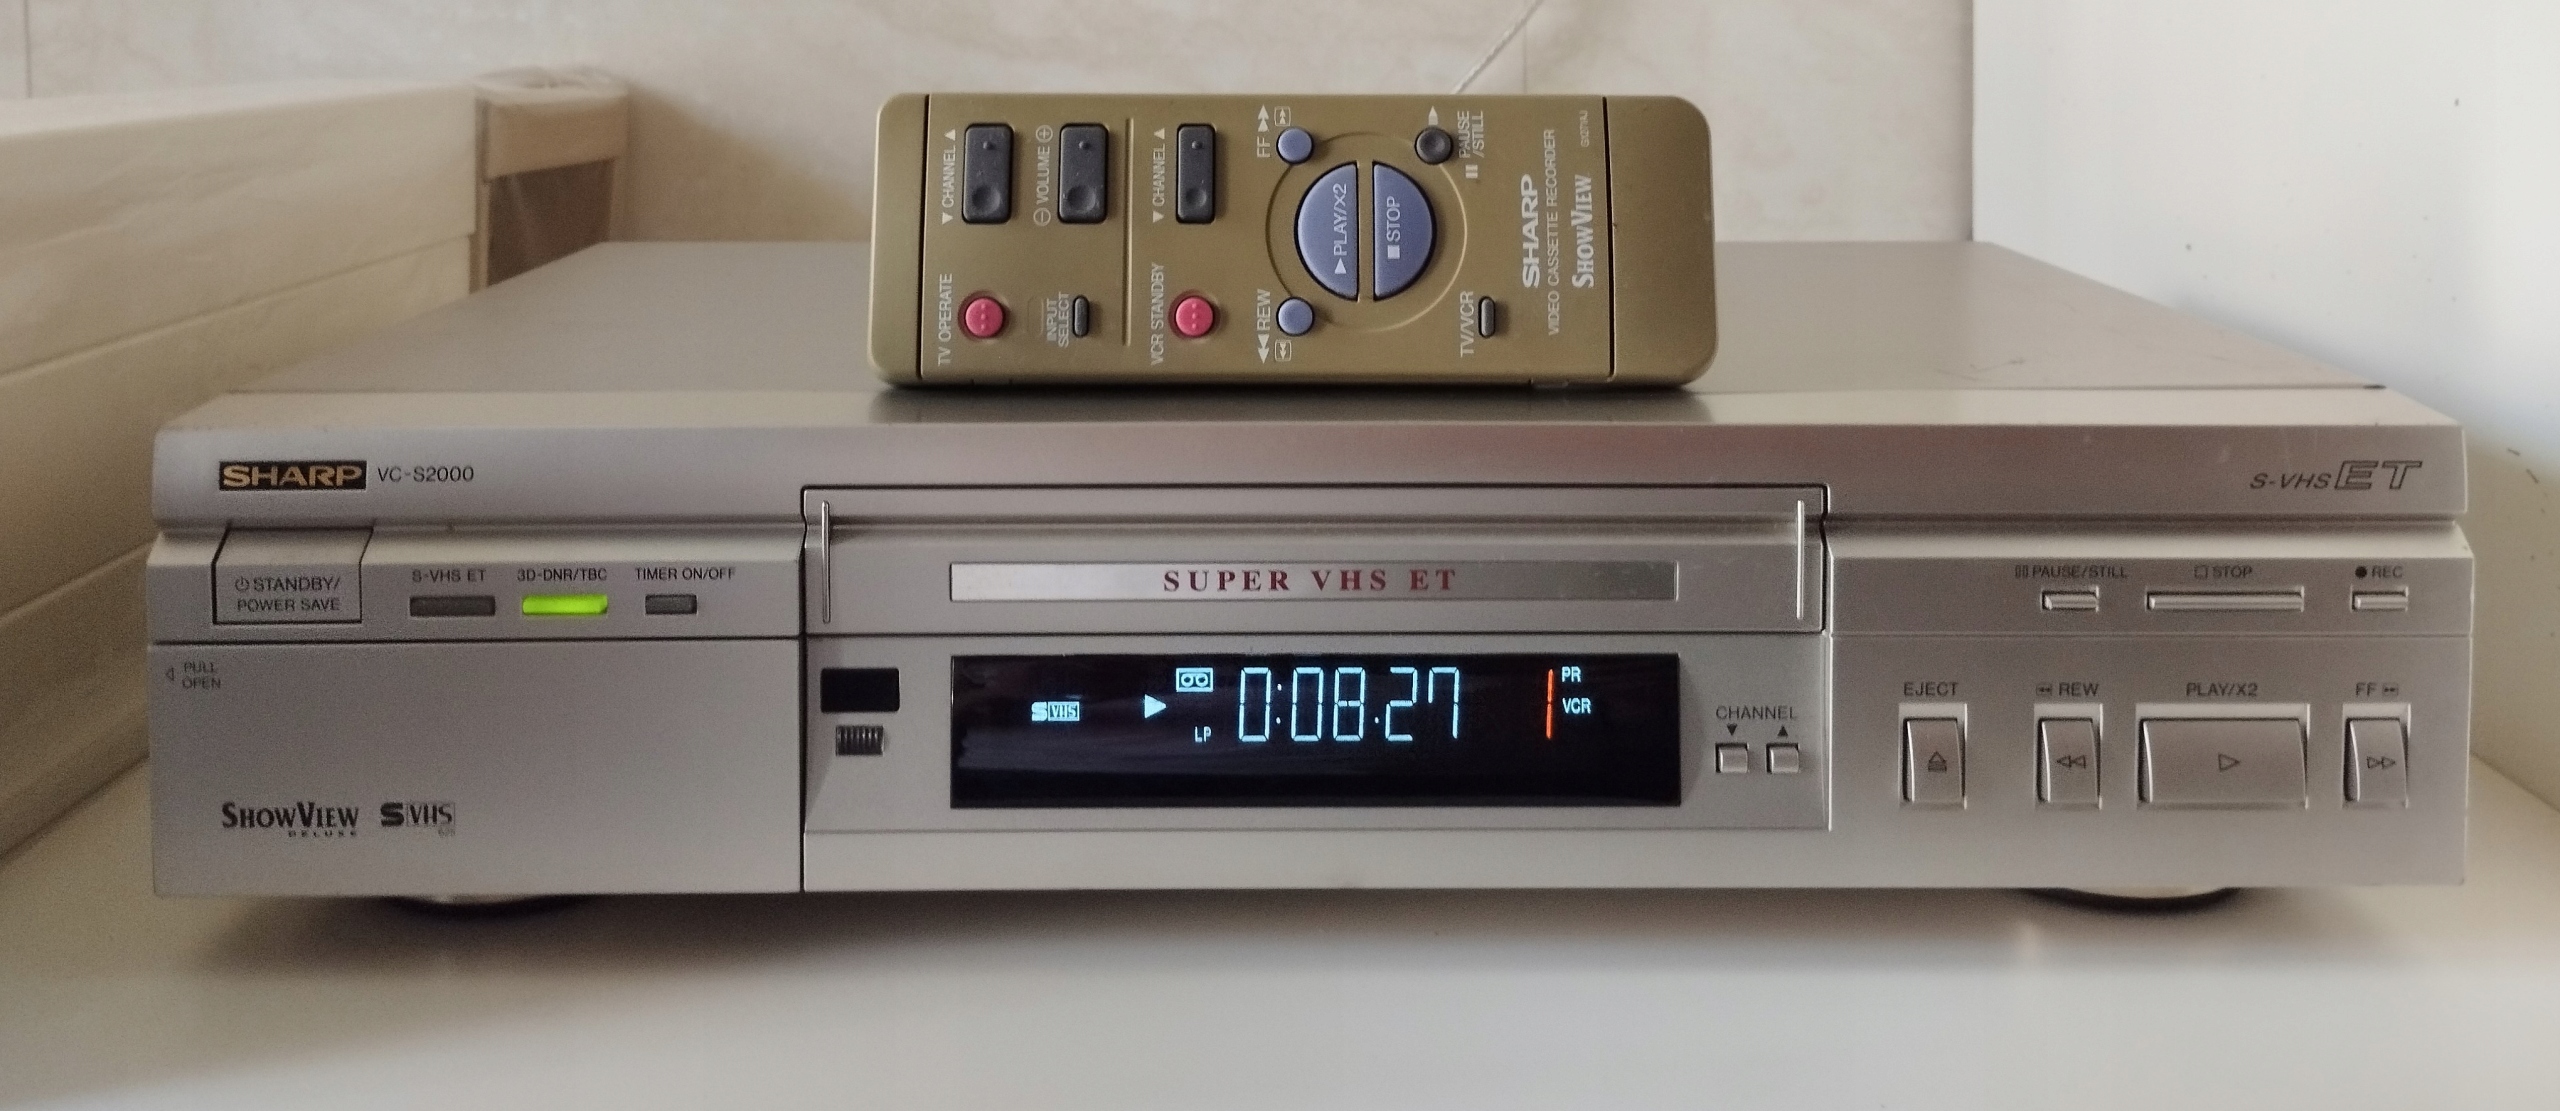 ▼ CHANNEL ▲
⊖ VOLUME ⊕
TV OPERATE
INPUT
SELECT
▼ CHANNEL ▲
VCR STANDBY
FF ▶▶
◀◀ REW
▶PLAY/X2
■ STOP
PAUSE
/STILL
TV/VCR
SHARP
VIDEO CASSETTE RECORDER
SHOWVIEW
SHARP VC-S2000
S-VHS ET
STANDBY/
POWER SAVE
S-VHS ET
3D-DNR/TBC
TIMER ON/OFF
SUPER VHS ET
PAUSE/STILL
STOP
● REC
PULL
OPEN
S VHS
LP
0:08.27
1
PR
VCR
CHANNEL
▼ ▲
EJECT
REW
PLAY/X2
FF
SHOWVIEW
DELUXE
S VHS